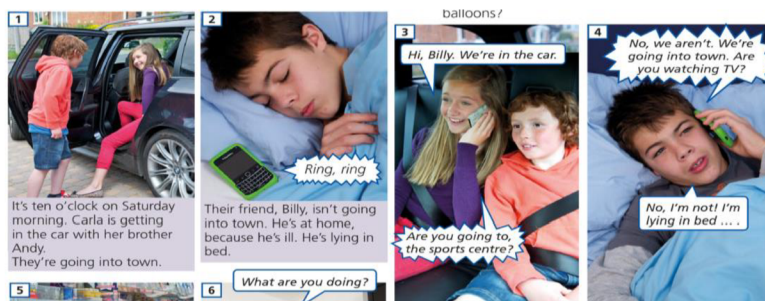 balloons?
1
It's ten o'clock on Saturday
morning. Carla is getting
in the car with her brother
Andy.
They're going into town.
2
Ring, ring
Their friend, Billy, isn't going
into town. He's at home,
because he's ill. He's lying in
bed.
3
Hi, Billy. We're in the car.
Are you going to,
the sports centre?
4
No, we aren't. We're
going into town. Are
you watching TV?
No, I'm not! I'm
lying in bed ... .
5
6
What are you doing?